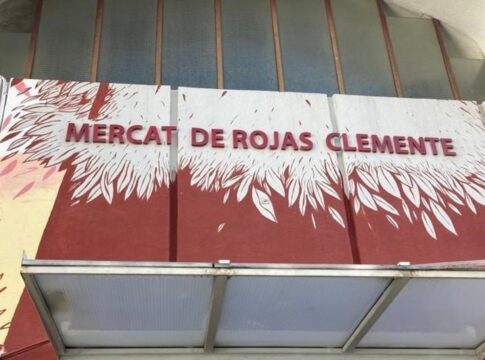 MERCAT DE ROJAS CLEMENTE